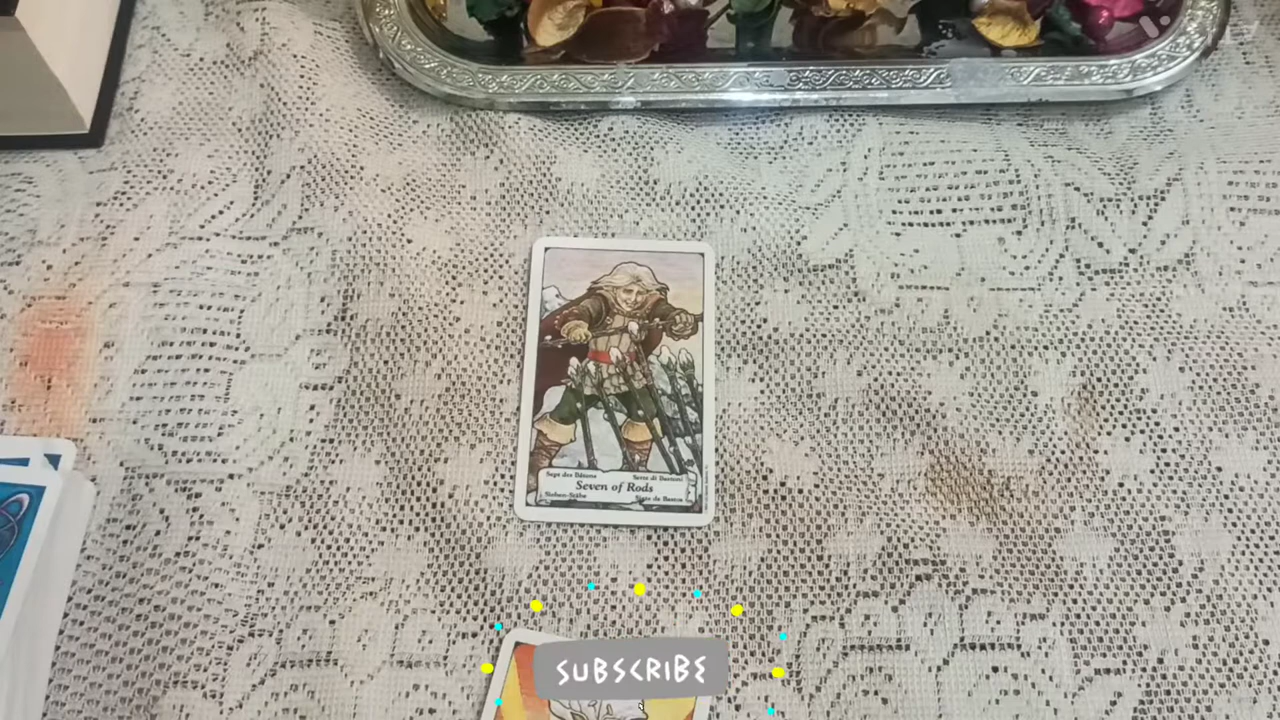 Sept des Bâtons Sette di Bastoni
Seven of Rods
Sieben-Stäbe Siete de Bastos
SUBSCRIBE